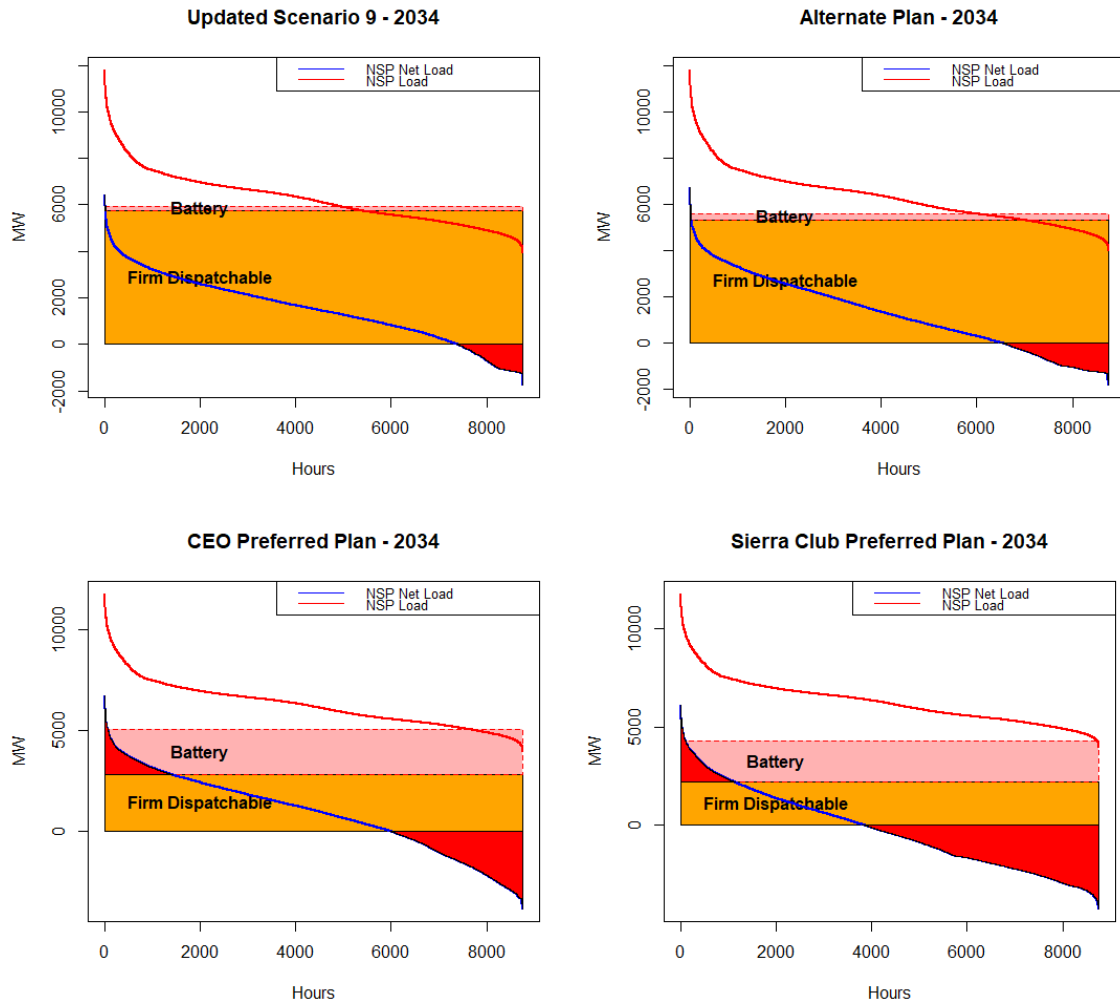 Updated Scenario 9 - 2034
NSP Net Load
NSP Load
Battery
Firm Dispatchable
MW
10000
6000
2000
0
-2000
0
2000
4000
6000
8000
Hours
Alternate Plan - 2034
NSP Net Load
NSP Load
Battery
Firm Dispatchable
MW
10000
6000
2000
0
-2000
0
2000
4000
6000
8000
Hours
CEO Preferred Plan - 2034
NSP Net Load
NSP Load
Battery
Firm Dispatchable
MW
10000
5000
0
0
2000
4000
6000
8000
Hours
Sierra Club Preferred Plan - 2034
NSP Net Load
NSP Load
Battery
Firm Dispatchable
MW
10000
5000
0
0
2000
4000
6000
8000
Hours